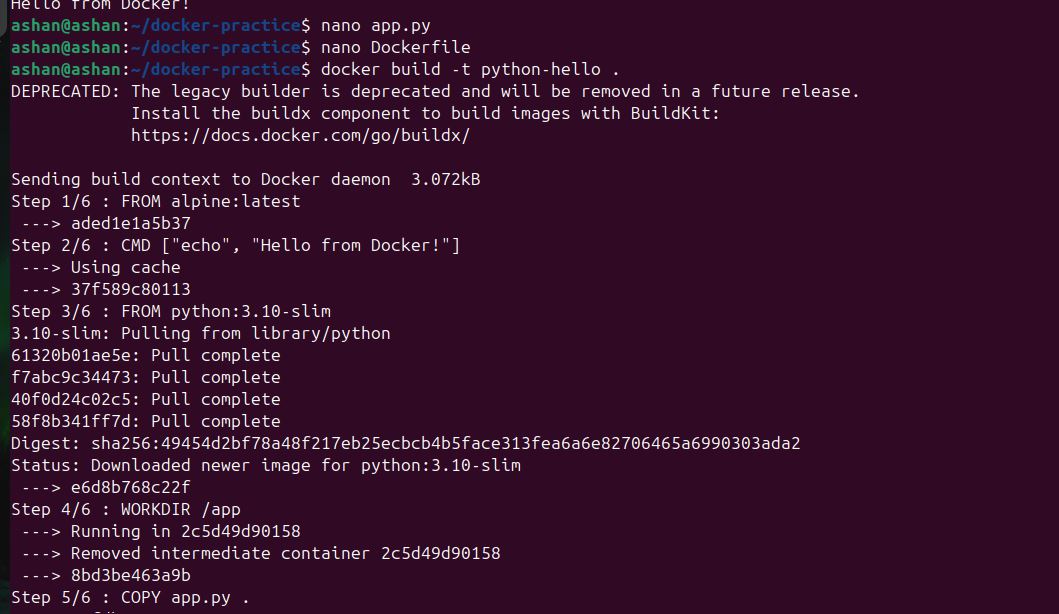 Hello from Docker!
ashan@ashan:~/docker-practice$ nano app.py
ashan@ashan:~/docker-practice$ nano Dockerfile
ashan@ashan:~/docker-practice$ docker build -t python-hello .
DEPRECATED: The legacy builder is deprecated and will be removed in a future release.
            Install the buildx component to build images with BuildKit:
            https://docs.docker.com/go/buildx/

Sending build context to Docker daemon  3.072kB
Step 1/6 : FROM alpine:latest
 ---> aded1e1a5b37
Step 2/6 : CMD ["echo", "Hello from Docker!"]
 ---> Using cache
 ---> 37f589c80113
Step 3/6 : FROM python:3.10-slim
3.10-slim: Pulling from library/python
61320b01ae5e: Pull complete
f7abc9c34473: Pull complete
40f0d24c02c5: Pull complete
58f8b341ff7d: Pull complete
Digest: sha256:49454d2bf78a48f217eb25ecbcb4b5face313fea6a6e82706465a6990303ada2
Status: Downloaded newer image for python:3.10-slim
 ---> e6d8b768c22f
Step 4/6 : WORKDIR /app
 ---> Running in 2c5d49d90158
 ---> Removed intermediate container 2c5d49d90158
 ---> 8bd3be463a9b
Step 5/6 : COPY app.py .